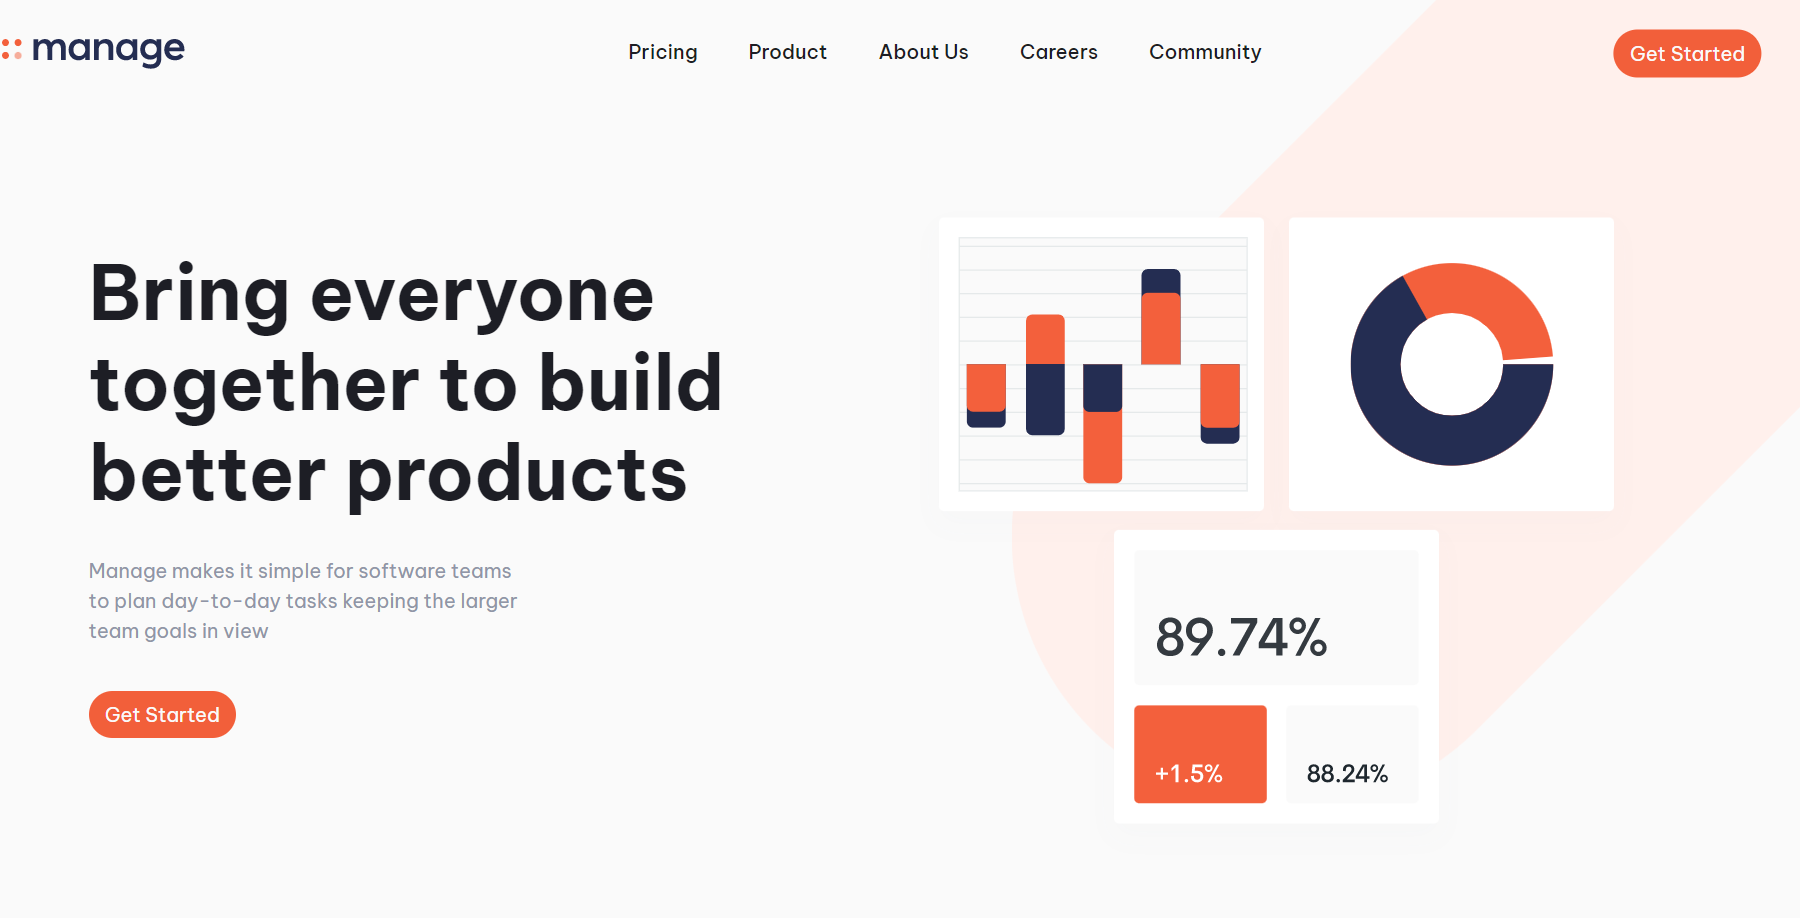 manage
Pricing
Product
About Us
Careers
Community
Get Started
Bring everyone
together to build
better products
Manage makes it simple for software teams
to plan day-to-day tasks keeping the larger
team goals in view
Get Started
89.74%
+1.5%
88.24%